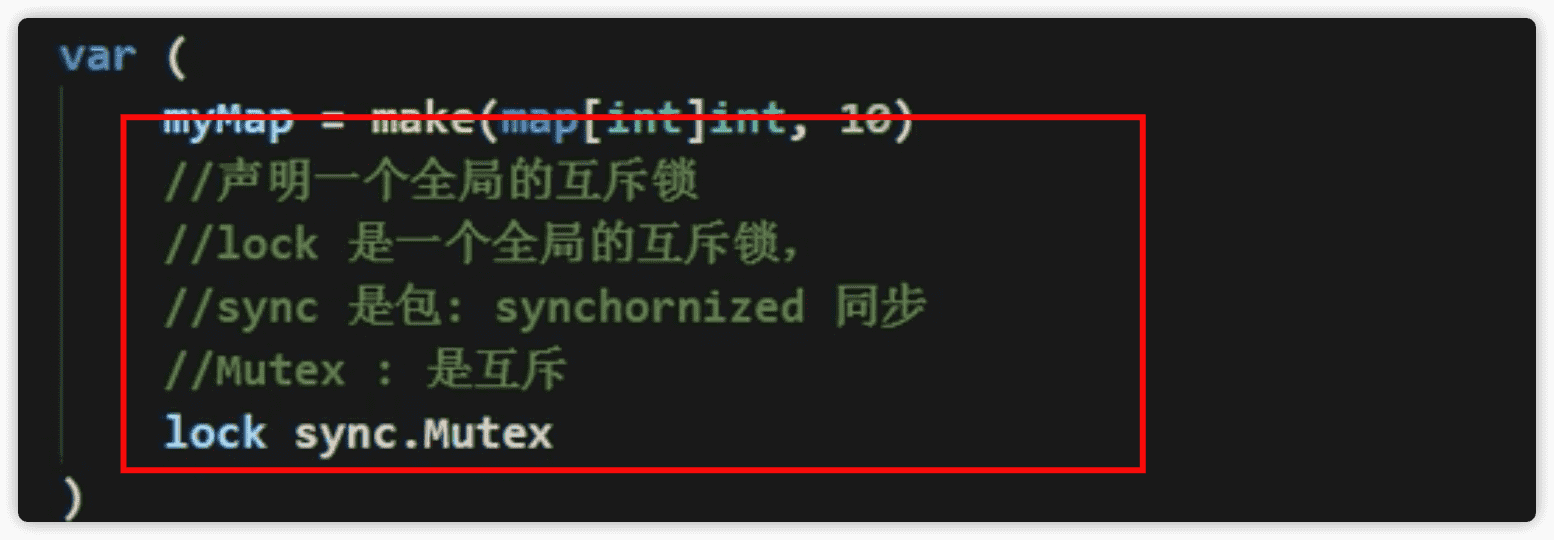 var (
myMap = make(map[int]int, 10)
//声明一个全局的互斥锁
//lock 是一个全局的互斥锁,
//sync 是包: synchornized 同步
//Mutex : 是互斥
lock sync.Mutex
)